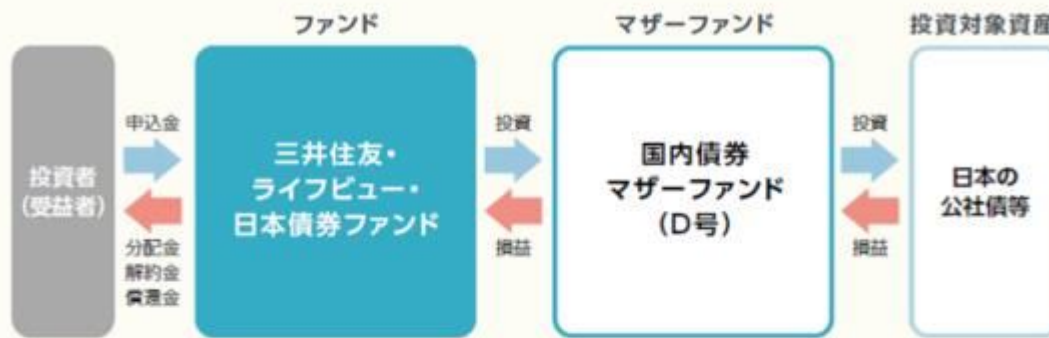 ファンド
マザーファンド
投資対象資産
投資者
(受益者)
申込金
分配金
解約金
償還金
三井住友・
ライフビュー・
日本債券ファンド
投資
損益
国内債券
マザーファンド
(D号)
投資
損益
日本の
公社債等